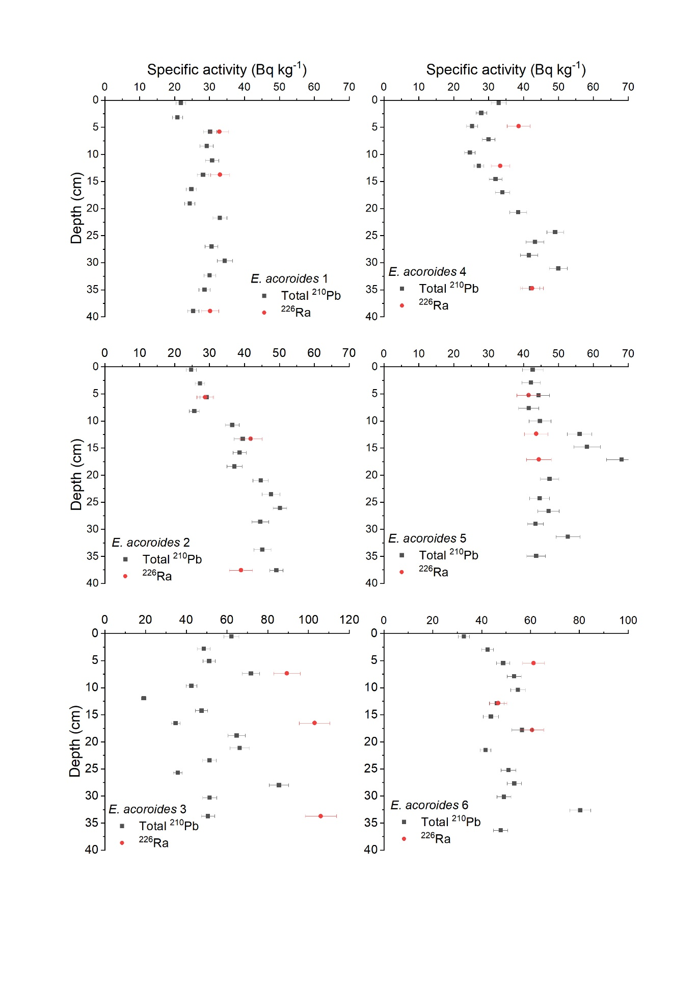 Specific activity (Bq kg⁻¹)
0 10 20 30 40 50 60 70
0
5
10
15
20
25
30
35
40
Depth (cm)
E. acoroides 1
Total ²¹⁰Pb
²²⁶Ra
Specific activity (Bq kg⁻¹)
0 10 20 30 40 50 60 70
0
5
10
15
20
25
30
35
40
E. acoroides 4
Total ²¹⁰Pb
²²⁶Ra
0 10 20 30 40 50 60 70
0
5
10
15
20
25
30
35
40
Depth (cm)
E. acoroides 2
Total ²¹⁰Pb
²²⁶Ra
0 10 20 30 40 50 60 70
0
5
10
15
20
25
30
35
40
E. acoroides 5
Total ²¹⁰Pb
²²⁶Ra
0 20 40 60 80 100 120
0
5
10
15
20
25
30
35
40
Depth (cm)
E. acoroides 3
Total ²¹⁰Pb
²²⁶Ra
0 20 40 60 80 100
0
5
10
15
20
25
30
35
40
E. acoroides 6
Total ²¹⁰Pb
²²⁶Ra